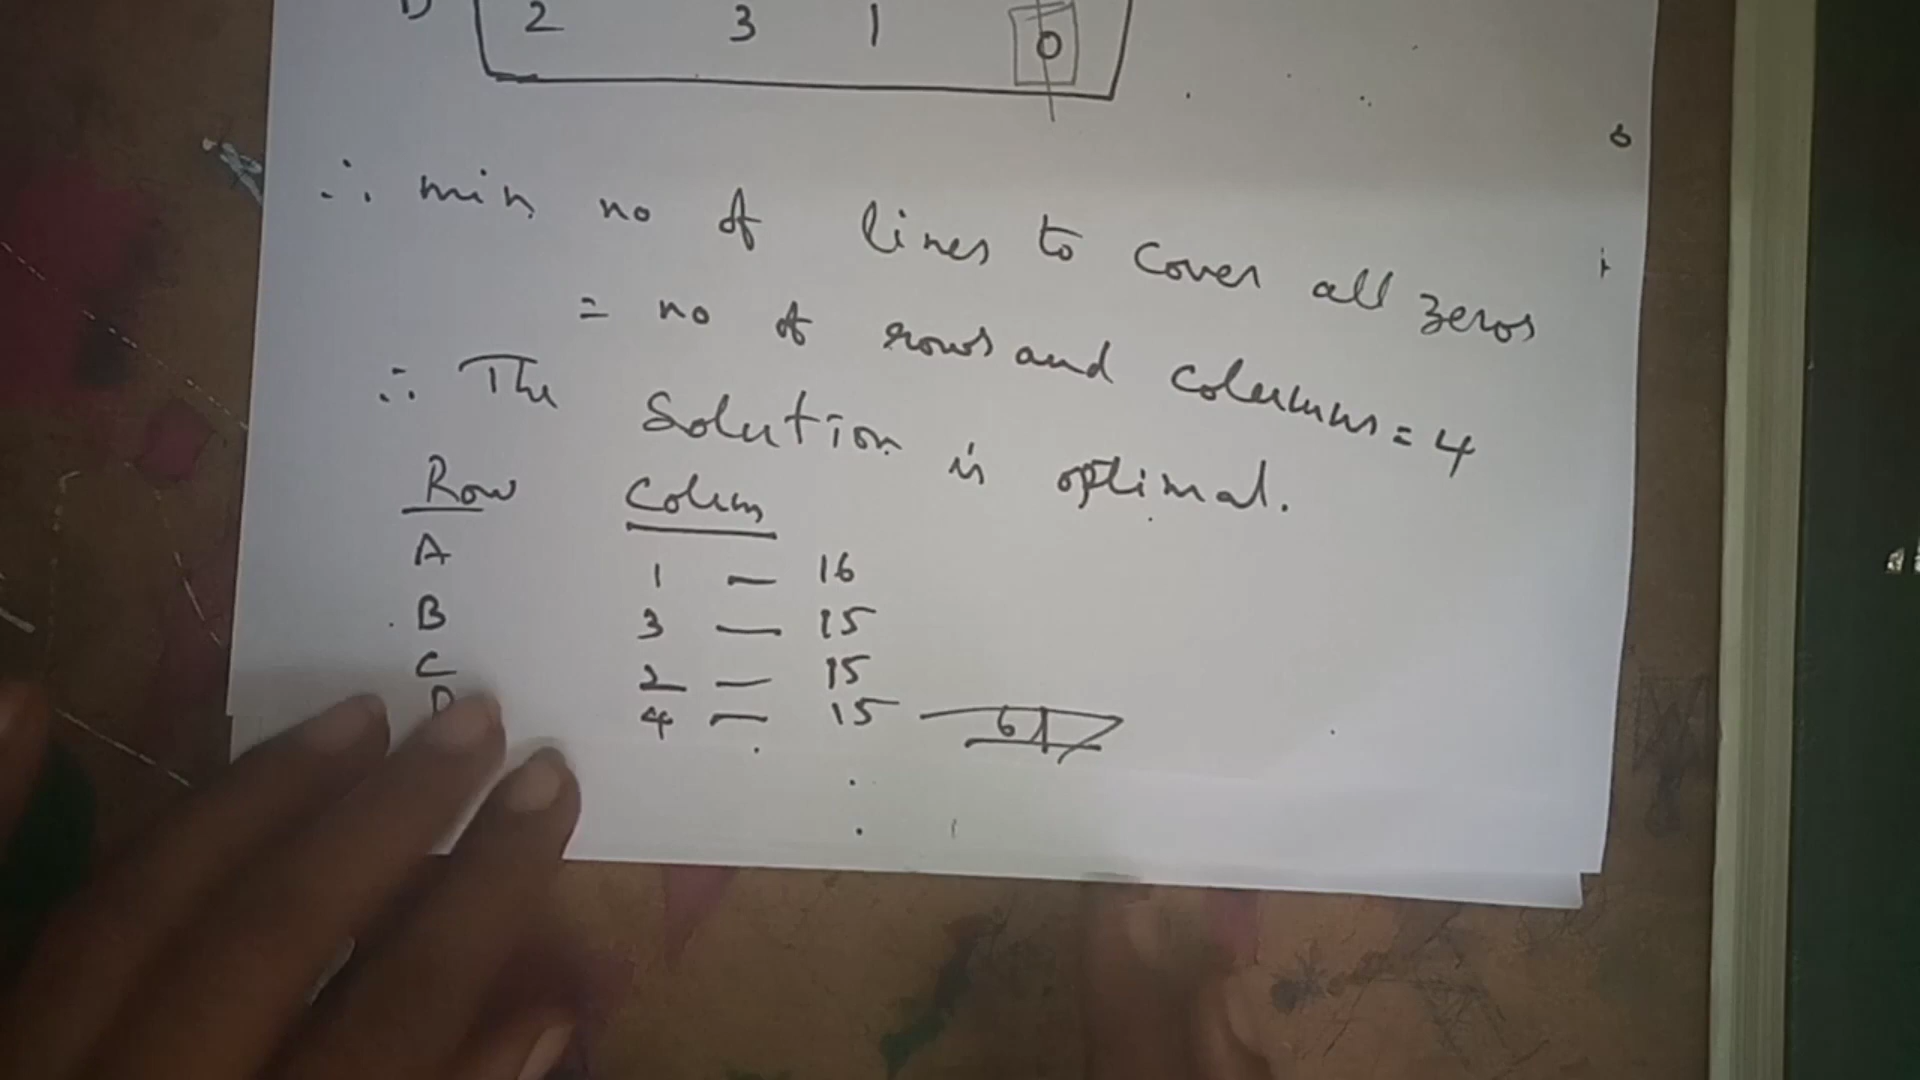 D 2 3 1 0
∴ min no of lines to cover all zeros
= no of rows and columns = 4
∴ The solution is optimal.
Row Colum
A 1 — 16
B 3 — 15
C 2 — 15
D 4 — 15 61